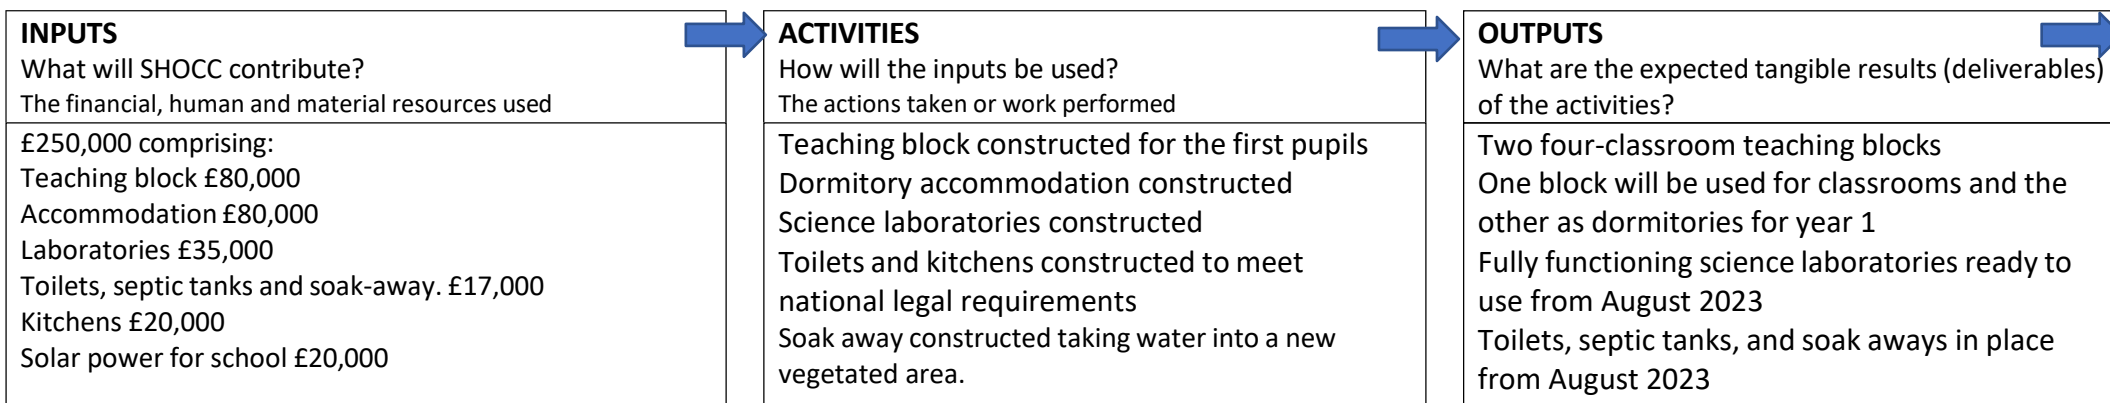 INPUTS
What will SHOCC contribute?
The financial, human and material resources used
£250,000 comprising:
Teaching block £80,000
Accommodation £80,000
Laboratories £35,000
Toilets, septic tanks and soak-away. £17,000
Kitchens £20,000
Solar power for school £20,000
ACTIVITIES
How will the inputs be used?
The actions taken or work performed
Teaching block constructed for the first pupils
Dormitory accommodation constructed
Science laboratories constructed
Toilets and kitchens constructed to meet
national legal requirements
Soak away constructed taking water into a new
vegetated area.
OUTPUTS
What are the expected tangible results (deliverables)
of the activities?
Two four-classroom teaching blocks
One block will be used for classrooms and the
other as dormitories for year 1
Fully functioning science laboratories ready to
use from August 2023
Toilets, septic tanks, and soak aways in place
from August 2023